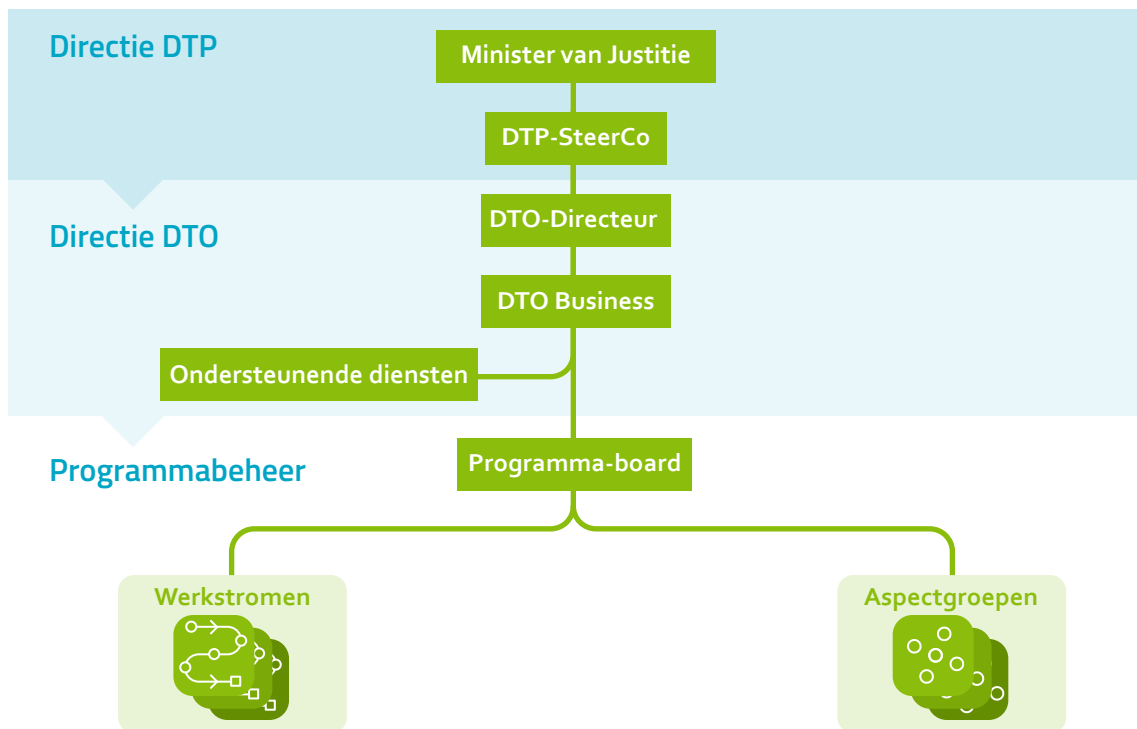 Directie DTP
Minister van Justitie
DTP-SteerCo
DTO-Directeur
Directie DTO
DTO Business
Ondersteunende diensten
Programma-board
Programmabeheer
Werkstromen
Aspectgroepen